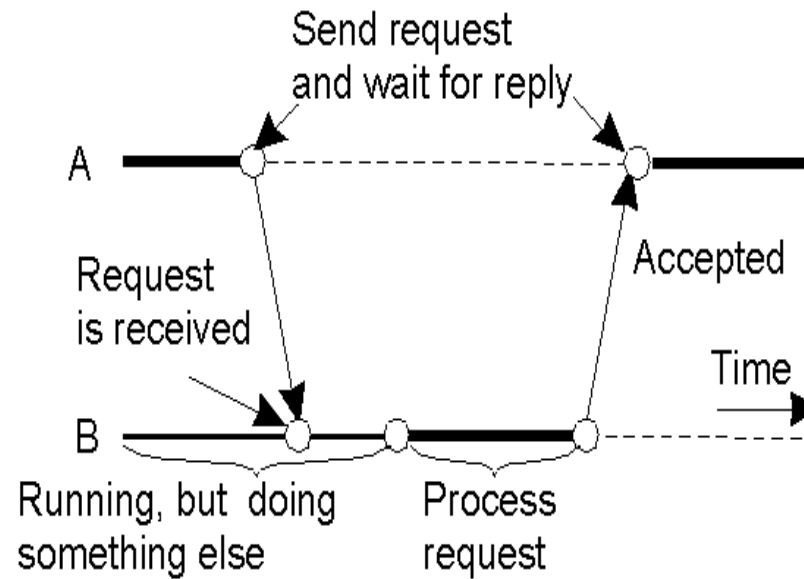 Send request
and wait for reply
A
Accepted
Request
is received
Time
B
Running, but doing
something else
Process
request